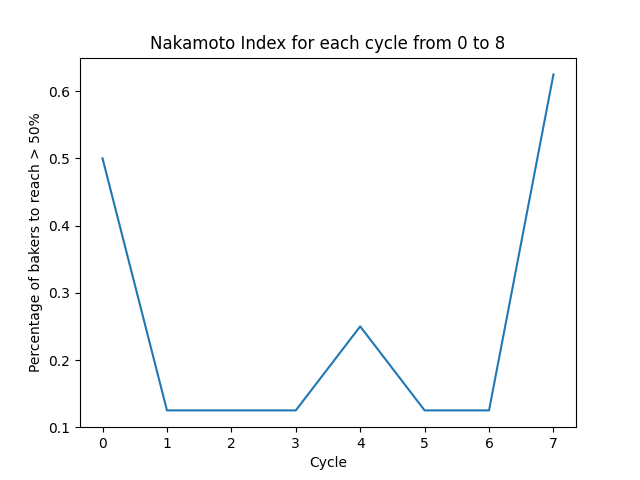 Nakamoto Index for each cycle from 0 to 8
Percentage of bakers to reach > 50%
0.6
0.5
0.4
0.3
0.2
0.1
0 1 2 3 4 5 6 7
Cycle